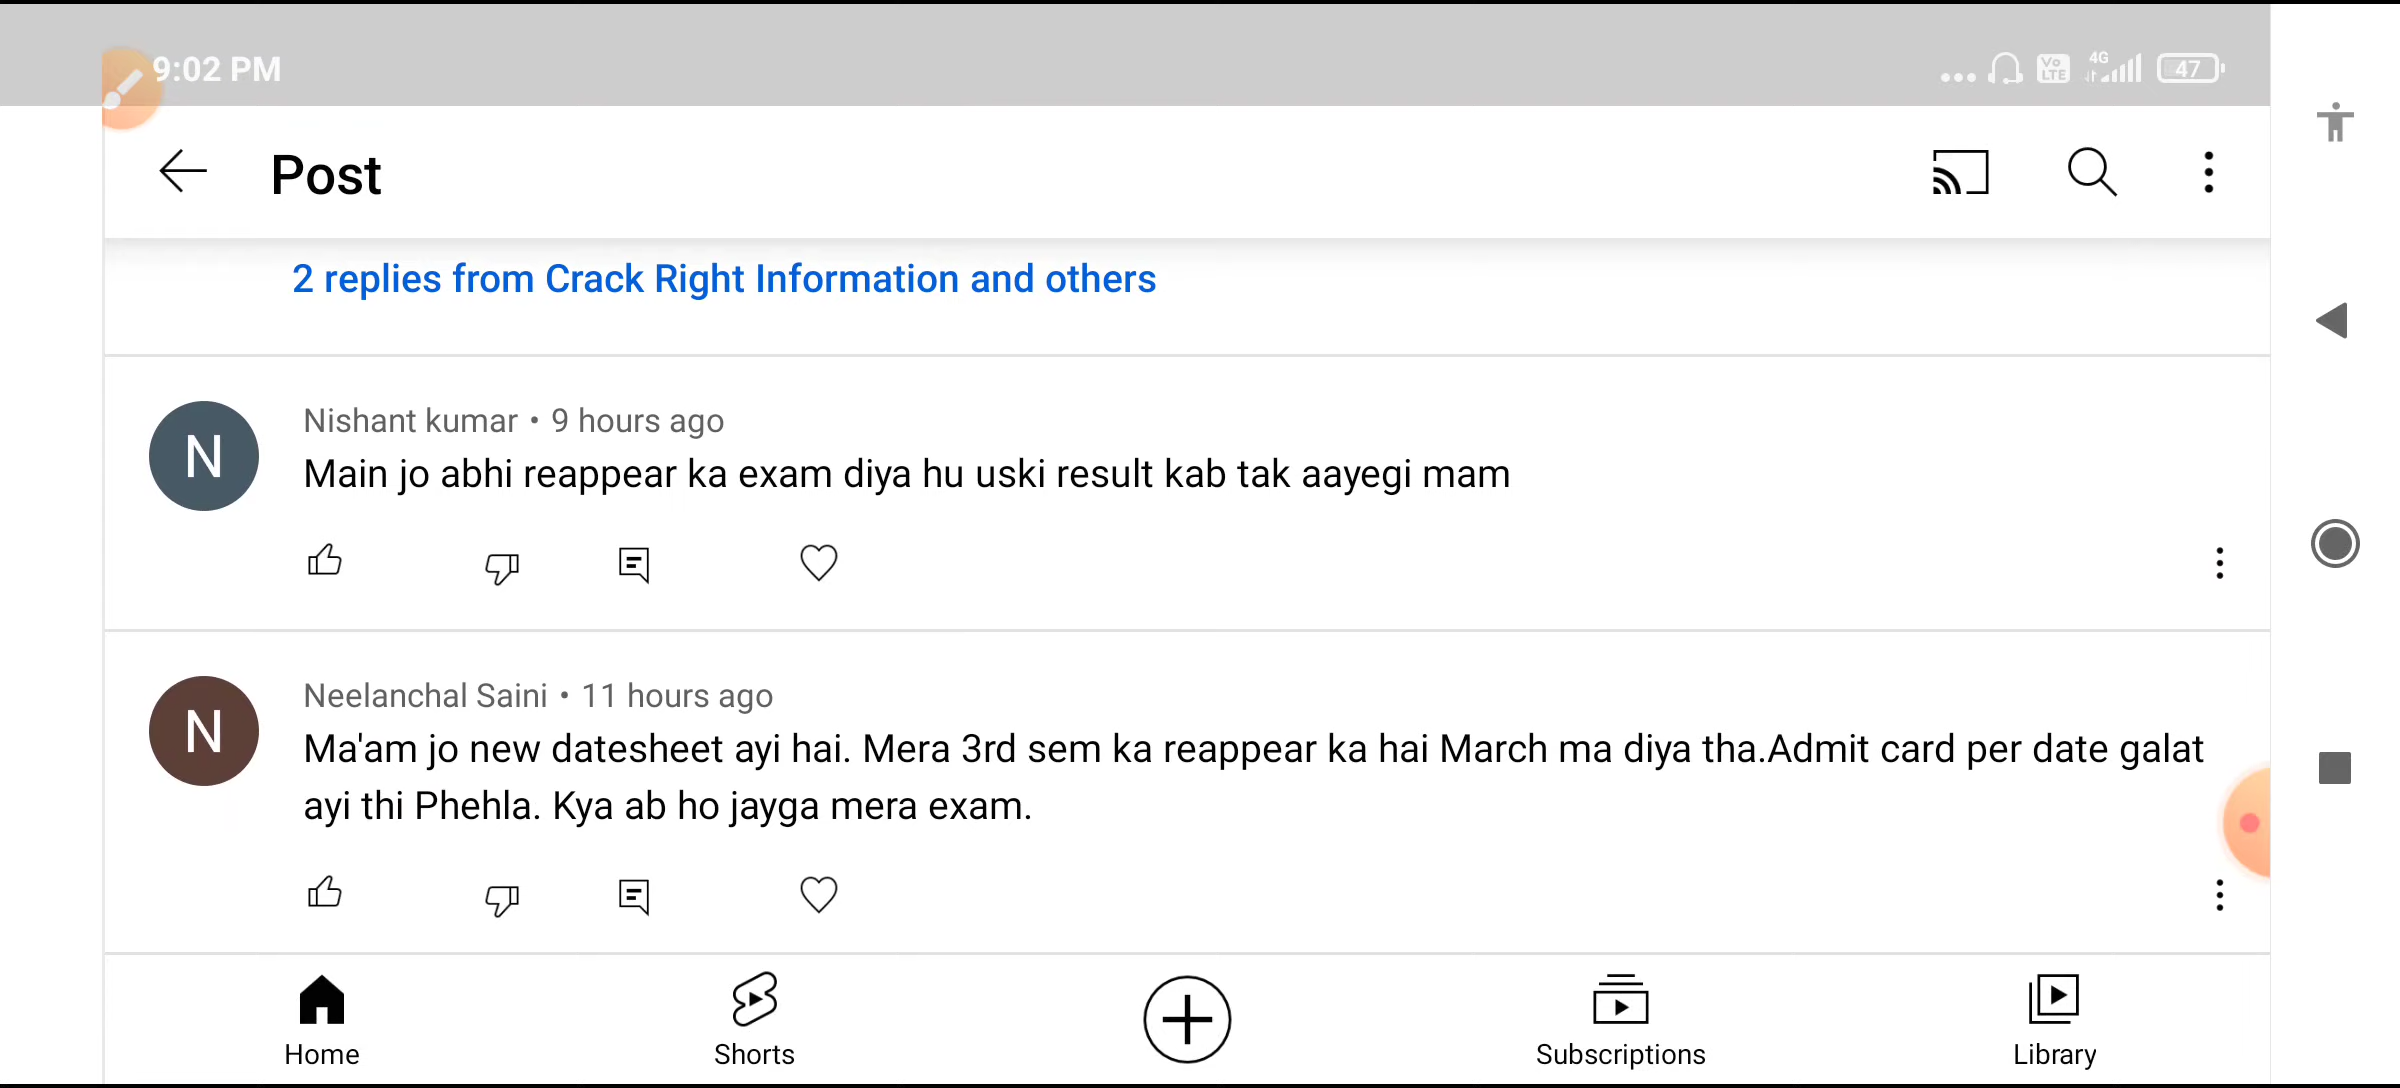 9:02 PM
Vo LTE 4G 47
Post
2 replies from Crack Right Information and others
N
Nishant kumar • 9 hours ago
Main jo abhi reappear ka exam diya hu uski result kab tak aayegi mam
N
Neelanchal Saini • 11 hours ago
Ma'am jo new datesheet ayi hai. Mera 3rd sem ka reappear ka hai March ma diya tha.Admit card per date galat
ayi thi Phehla. Kya ab ho jayga mera exam.
Home Shorts Subscriptions Library